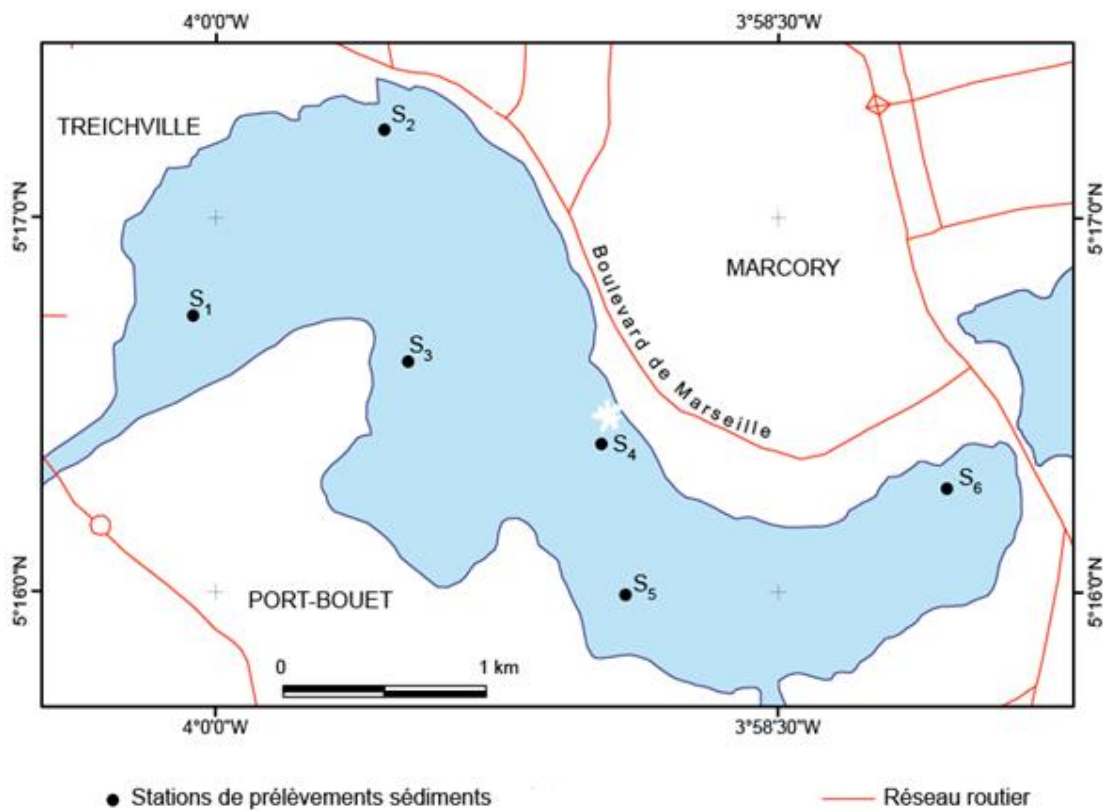 4°0'0"W
3°58'30"W
TREICHVILLE
S2
5°17'0"N
5°17'0"N
MARCORY
Boulevard de Marseille
S1
S3
S4
S6
5°16'0"N
5°16'0"N
PORT-BOUET
S5
0 1 km
4°0'0"W
3°58'30"W
Stations de prélèvements sédiments
Réseau routier